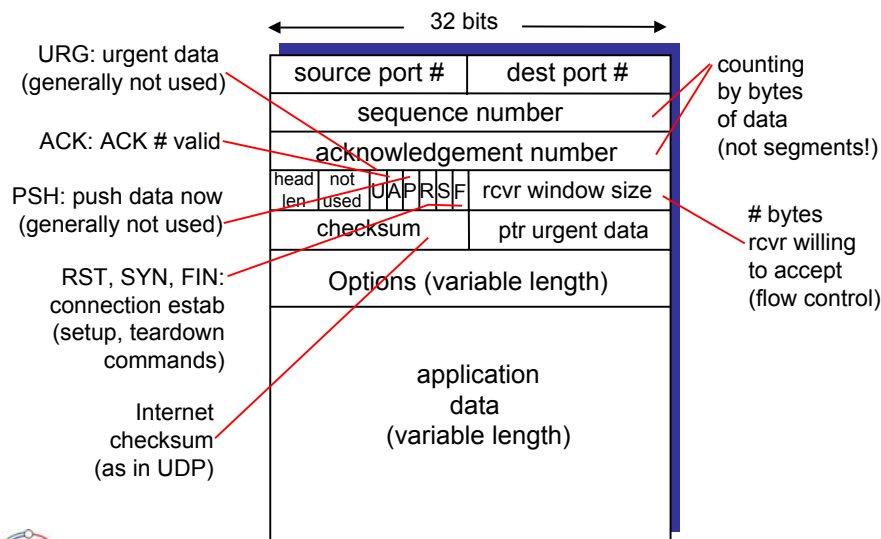 32 bits
URG: urgent data
(generally not used)
ACK: ACK # valid
PSH: push data now
(generally not used)
RST, SYN, FIN:
connection estab
(setup, teardown
commands)
Internet
checksum
(as in UDP)
source port #
dest port #
sequence number
acknowledgement number
head
len
not
used
U
A
P
R
S
F
rcvr window size
checksum
ptr urgent data
Options (variable length)
application
data
(variable length)
counting
by bytes
of data
(not segments!)
# bytes
rcvr willing
to accept
(flow control)